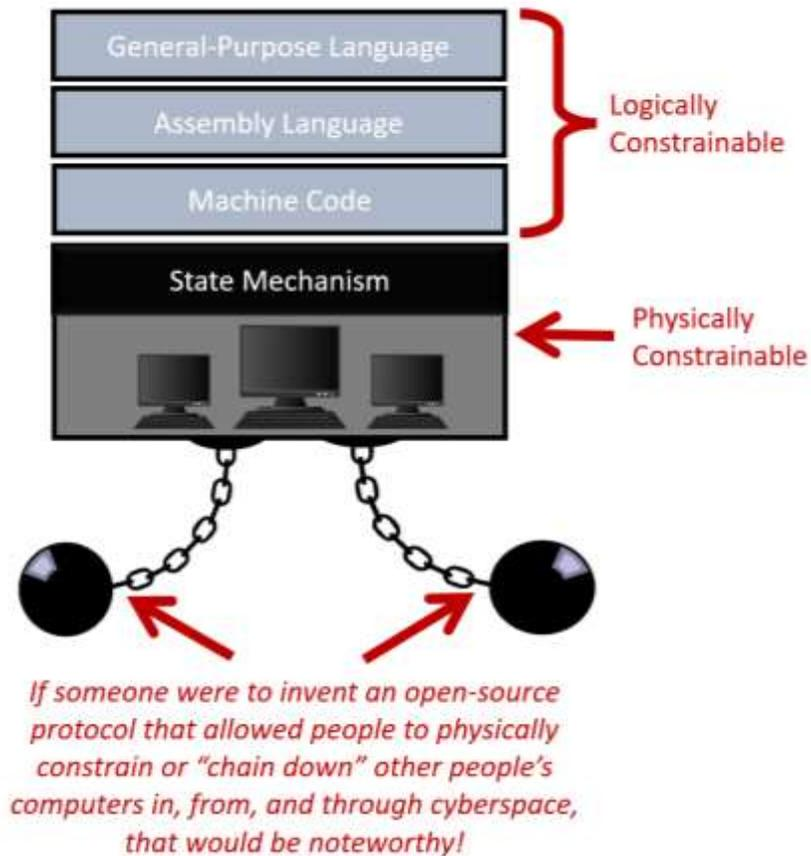 General-Purpose Language
Assembly Language
Machine Code
Logically
Constrainable
State Mechanism
Physically
Constrainable
If someone were to invent an open-source
protocol that allowed people to physically
constrain or “chain down” other people’s
computers in, from, and through cyberspace,
that would be noteworthy!